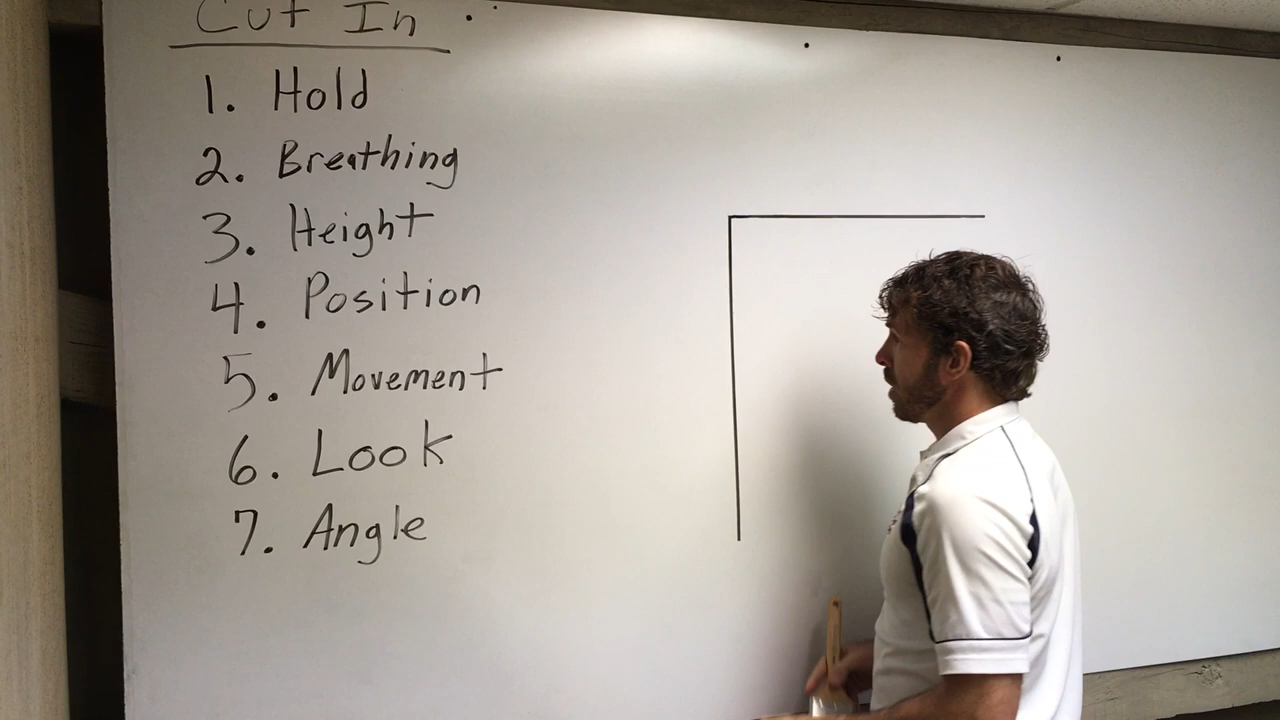 Cut In
1. Hold
2. Breathing
3. Height
4. Position
5. Movement
6. Look
7. Angle